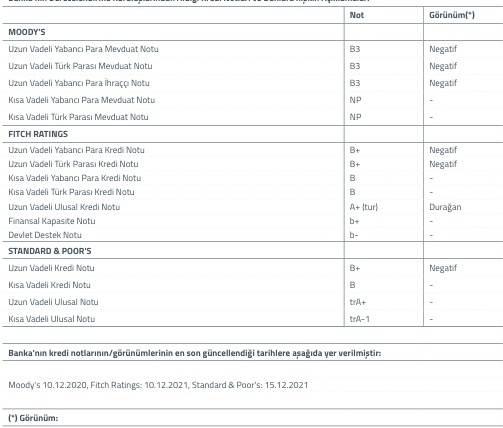 Not Görünüm(*)
MOODY'S
Uzun Vadeli Yabancı Para Mevduat Notu B3 Negatif
Uzun Vadeli Türk Parası Mevduat Notu B3 Negatif
Uzun Vadeli Yabancı Para İhraççı Notu B3 Negatif
Kısa Vadeli Yabancı Para Mevduat Notu NP -
Kısa Vadeli Türk Parası Mevduat Notu NP -
FITCH RATINGS
Uzun Vadeli Yabancı Para Kredi Notu B+ Negatif
Uzun Vadeli Türk Parası Kredi Notu B+ Negatif
Kısa Vadeli Yabancı Para Kredi Notu B -
Kısa Vadeli Türk Parası Kredi Notu B -
Uzun Vadeli Ulusal Kredi Notu A+ (tur) Durağan
Finansal Kapasite Notu b+ -
Devlet Destek Notu b- -
STANDARD & POOR'S
Uzun Vadeli Kredi Notu B+ Negatif
Kısa Vadeli Kredi Notu B -
Uzun Vadeli Ulusal Notu trA+ -
Kısa Vadeli Ulusal Notu trA-1 -
Banka'nın kredi notlarının/görünümlerinin en son güncellendiği tarihlere aşağıda yer verilmiştir:
Moody's 10.12.2020, Fitch Ratings: 10.12.2021, Standard & Poor's: 15.12.2021
(*) Görünüm: